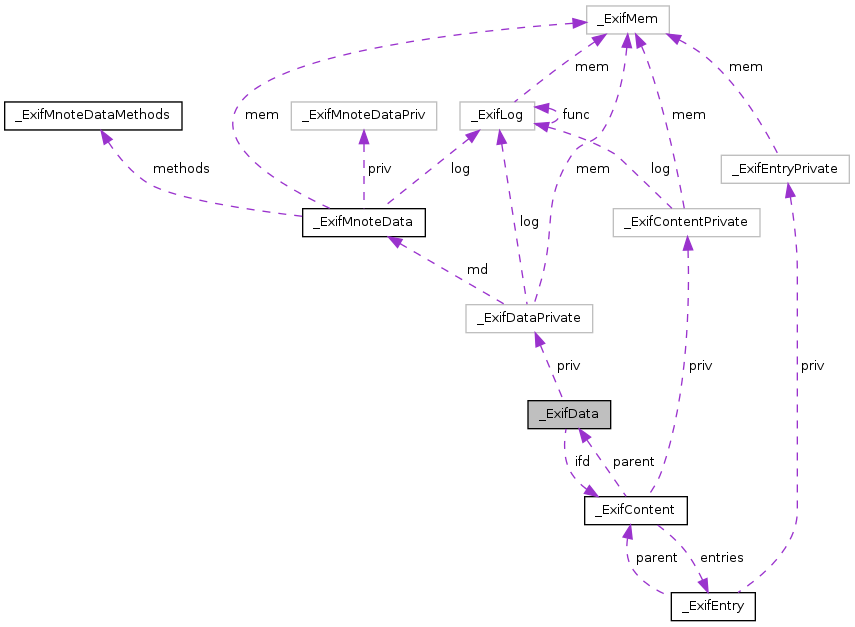 _ExifMem
mem
mem
_ExifMnoteDataMethods
_ExifMnoteDataPriv
_ExifLog
func
mem
mem
methods
priv
log
mem
log
_ExifEntryPrivate
_ExifMnoteData
log
_ExifContentPrivate
md
_ExifDataPrivate
priv
priv
priv
_ExifData
ifd
parent
_ExifContent
parent
entries
_ExifEntry